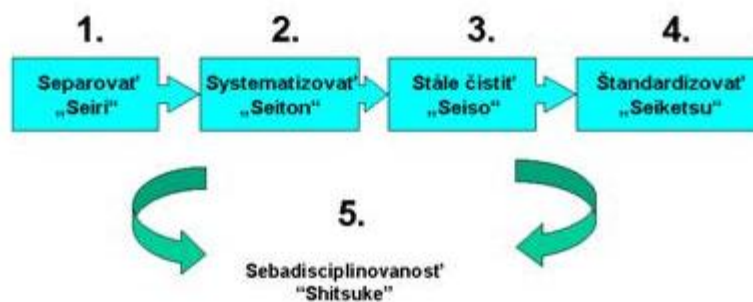 1.
2.
3.
4.
Separovať
„Seiri“
Systematizovať
„Seiton“
Stále čistiť
„Seiso“
Štandardizovať
„Seiketsu“
5.
Sebadisciplinovanosť
“Shitsuke”